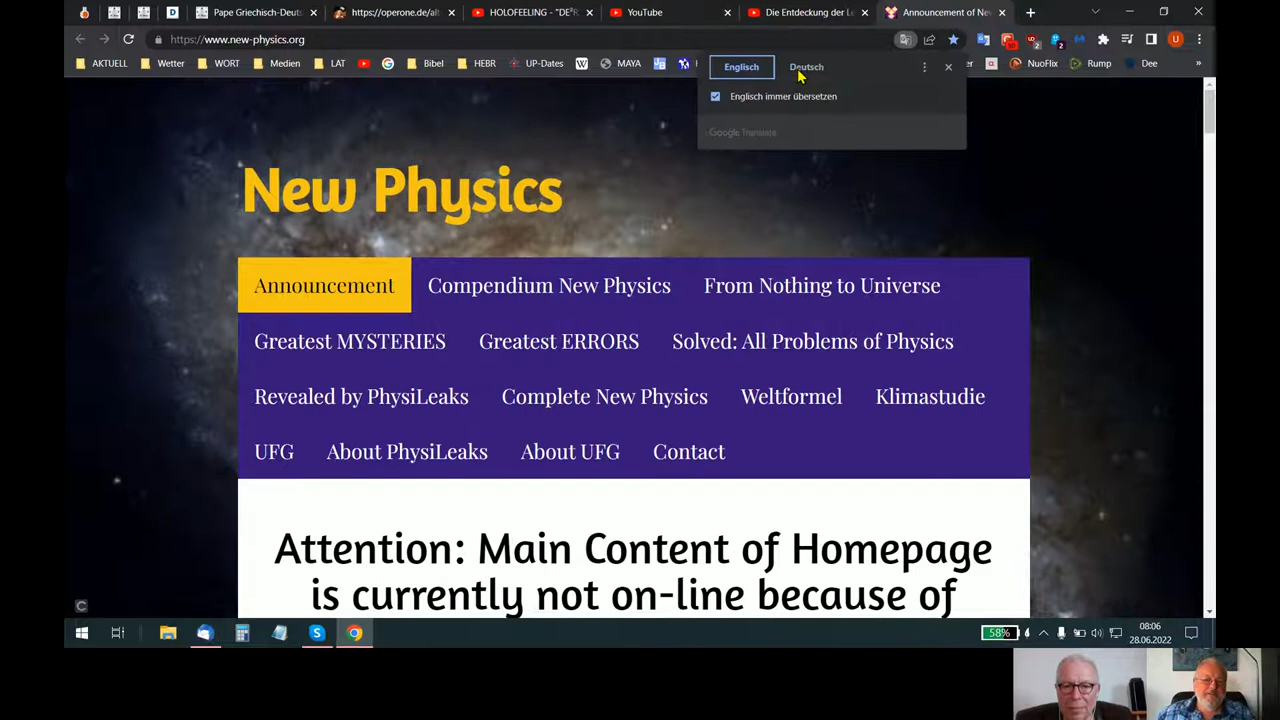 Pape Griechisch-Deuts
https://operone.de/alt
HOLOFEELING - "DE
YouTube
Die Entdeckung der Le
Announcement of Nev
https://www.new-physics.org
AKTUELL Wetter WORT Medien LAT G UP-Dates W Bibel HEBR MAYA NuoFlix Rump Dee »
Englisch Deutsch
Englisch immer übersetzen
Google Translate
New Physics
Announcement Compendium New Physics From Nothing to Universe
Greatest MYSTERIES Greatest ERRORS Solved: All Problems of Physics
Revealed by PhysiLeaks Complete New Physics Weltformel Klimastudie
UFG About PhysiLeaks About UFG Contact
Attention: Main Content of Homepage
is currently not on-line because of
58%
08:06
28.06.2022